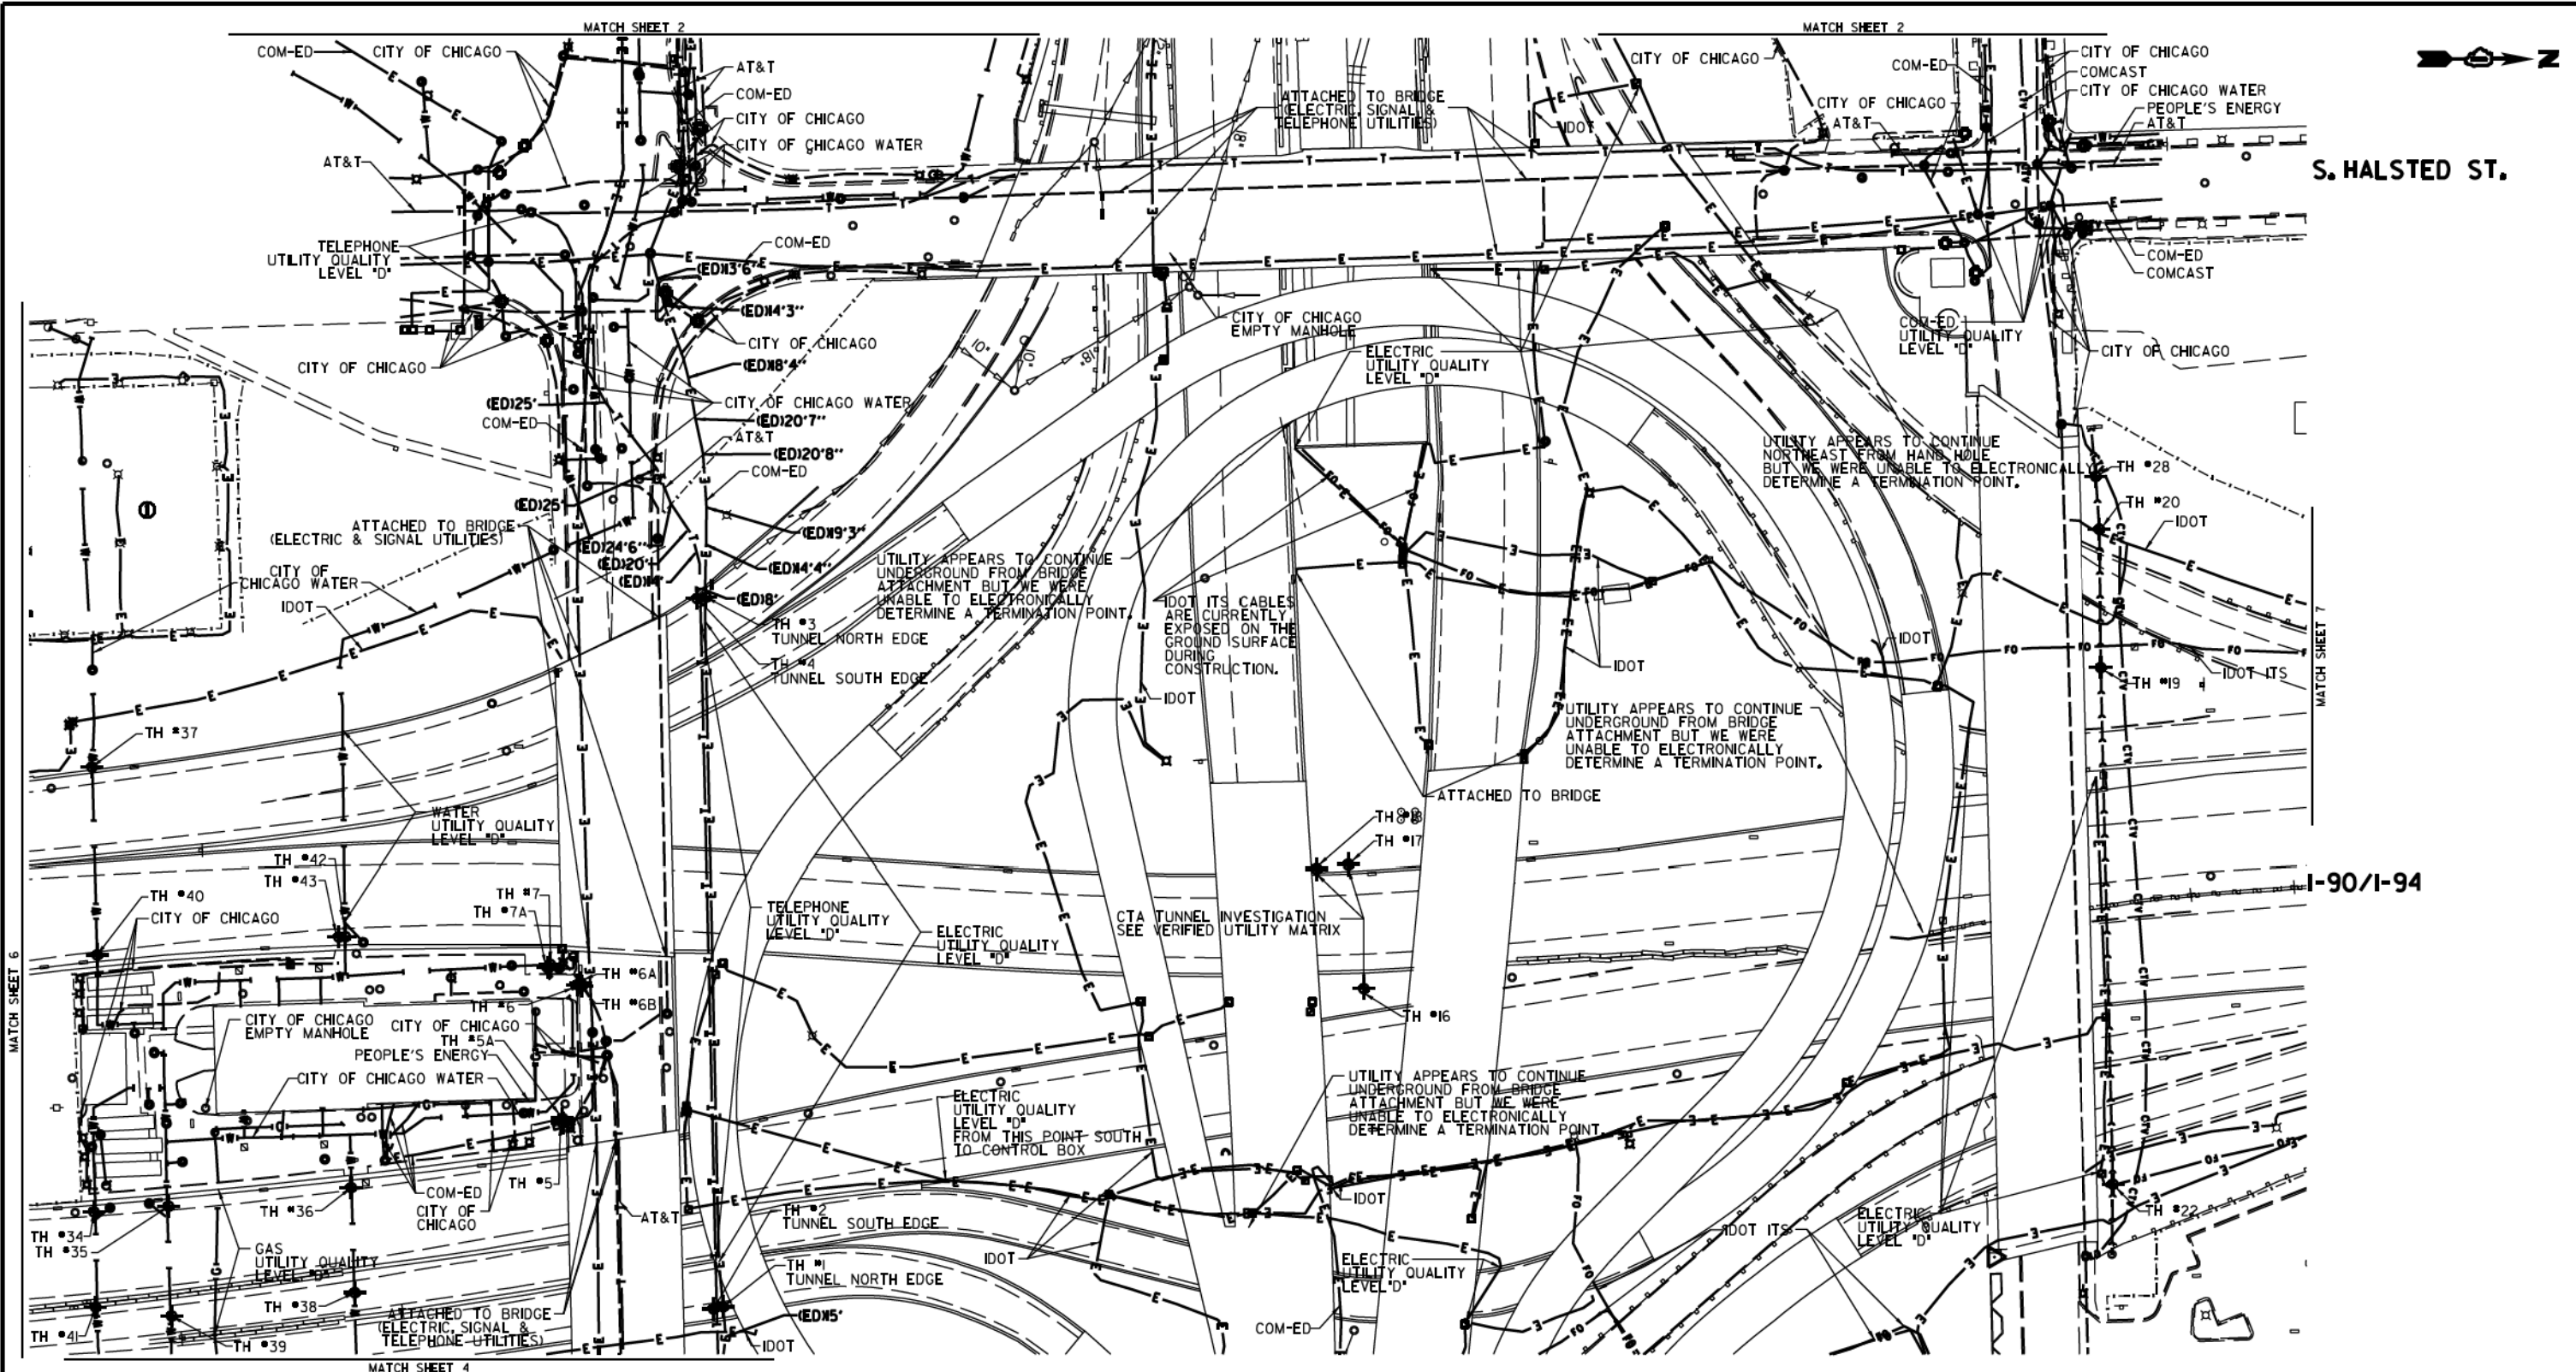 MATCH SHEET 2
MATCH SHEET 2
COM-ED
CITY OF CHICAGO
AT&T
COM-ED
CITY OF CHICAGO
CITY OF CHICAGO WATER
AT&T
ATTACHED TO BRIDGE
(ELECTRIC, SIGNAL &
TELEPHONE UTILITIES)
IDOT
CITY OF CHICAGO
COM-ED
CITY OF CHICAGO
AT&T
CITY OF CHICAGO
COMCAST
CITY OF CHICAGO WATER
PEOPLE'S ENERGY
AT&T
N
S. HALSTED ST.
TELEPHONE
UTILITY QUALITY
LEVEL "D"
COM-ED
(ED)13'6"
(ED)14'3"
CITY OF CHICAGO
CITY OF CHICAGO
(ED)18'4"
CITY OF CHICAGO WATER
(ED)25'
COM-ED
(ED)20'7"
AT&T
(ED)20'8"
COM-ED
(ED)25'
(ED)19'3"
(ED)24'6"
(ED)20'
(ED)14'4"
(ED)8'
18"
10"
10"
18"
CITY OF CHICAGO
EMPTY MANHOLE
ELECTRIC
UTILITY QUALITY
LEVEL "D"
COM-ED
COMCAST
COM-ED
UTILITY QUALITY
LEVEL "D"
CITY OF CHICAGO
UTILITY APPEARS TO CONTINUE
NORTHEAST FROM HAND HOLE
BUT WE WERE UNABLE TO ELECTRONICALLY
DETERMINE A TERMINATION POINT.
TH #28
TH #20
IDOT
1
ATTACHED TO BRIDGE
(ELECTRIC & SIGNAL UTILITIES)
CITY OF
CHICAGO WATER
IDOT
UTILITY APPEARS TO CONTINUE
UNDERGROUND FROM BRIDGE
ATTACHMENT BUT WE WERE
UNABLE TO ELECTRONICALLY
DETERMINE A TERMINATION POINT.
TH #3
TUNNEL NORTH EDGE
TH #4
TUNNEL SOUTH EDGE
IDOT ITS CABLES
ARE CURRENTLY
EXPOSED ON THE
GROUND SURFACE
DURING
CONSTRUCTION.
IDOT
IDOT
IDOT
IDOT ITS
TH #19
MATCH SHEET 7
TH #37
UTILITY APPEARS TO CONTINUE
UNDERGROUND FROM BRIDGE
ATTACHMENT BUT WE WERE
UNABLE TO ELECTRONICALLY
DETERMINE A TERMINATION POINT.
ATTACHED TO BRIDGE
WATER
UTILITY QUALITY
LEVEL "D"
TH #18
TH #17
TH #42
TH #43
TH #40
CITY OF CHICAGO
TH #7
TH #7A
I-90/I-94
TELEPHONE
UTILITY QUALITY
LEVEL "D"
ELECTRIC
UTILITY QUALITY
LEVEL "D"
CTA TUNNEL INVESTIGATION
SEE VERIFIED UTILITY MATRIX
MATCH SHEET 6
TH #6A
TH #6
TH #6B
TH #16
CITY OF CHICAGO
EMPTY MANHOLE
CITY OF CHICAGO
TH #5A
PEOPLE'S ENERGY
CITY OF CHICAGO WATER
ELECTRIC
UTILITY QUALITY
LEVEL "D"
FROM THIS POINT SOUTH
TO CONTROL BOX
UTILITY APPEARS TO CONTINUE
UNDERGROUND FROM BRIDGE
ATTACHMENT BUT WE WERE
UNABLE TO ELECTRONICALLY
DETERMINE A TERMINATION POINT.
COM-ED
CITY OF
CHICAGO
TH #5
TH #36
TH #34
TH #35
AT&T
TH #2
TUNNEL SOUTH EDGE
IDOT
IDOT
IDOT ITS
ELECTRIC
UTILITY QUALITY
LEVEL "D"
TH #22
GAS
UTILITY QUALITY
LEVEL "D"
TH #1
TUNNEL NORTH EDGE
ELECTRIC
UTILITY QUALITY
LEVEL "D"
TH #38
TH #41
TH #39
ATTACHED TO BRIDGE
(ELECTRIC, SIGNAL &
TELEPHONE UTILITIES)
(ED)15'
IDOT
COM-ED
MATCH SHEET 4